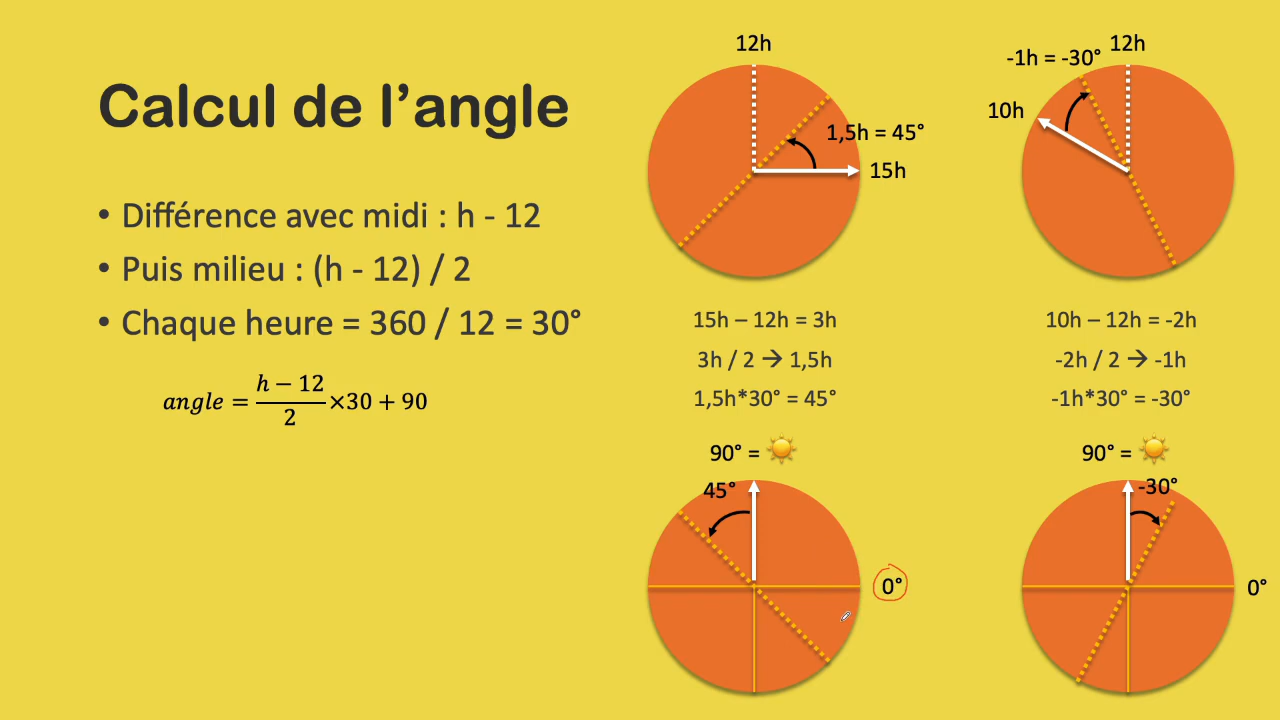 Calcul de l’angle
• Différence avec midi : h - 12
• Puis milieu : (h - 12) / 2
• Chaque heure = 360 / 12 = 30°
angle = (h − 12)/2 ×30 + 90
12h
1,5h = 45°
15h
15h – 12h = 3h
3h / 2 → 1,5h
1,5h*30° = 45°
90° = ☀
45°
0°
-1h = -30°
12h
10h
10h – 12h = -2h
-2h / 2 → -1h
-1h*30° = -30°
90° = ☀
-30°
0°